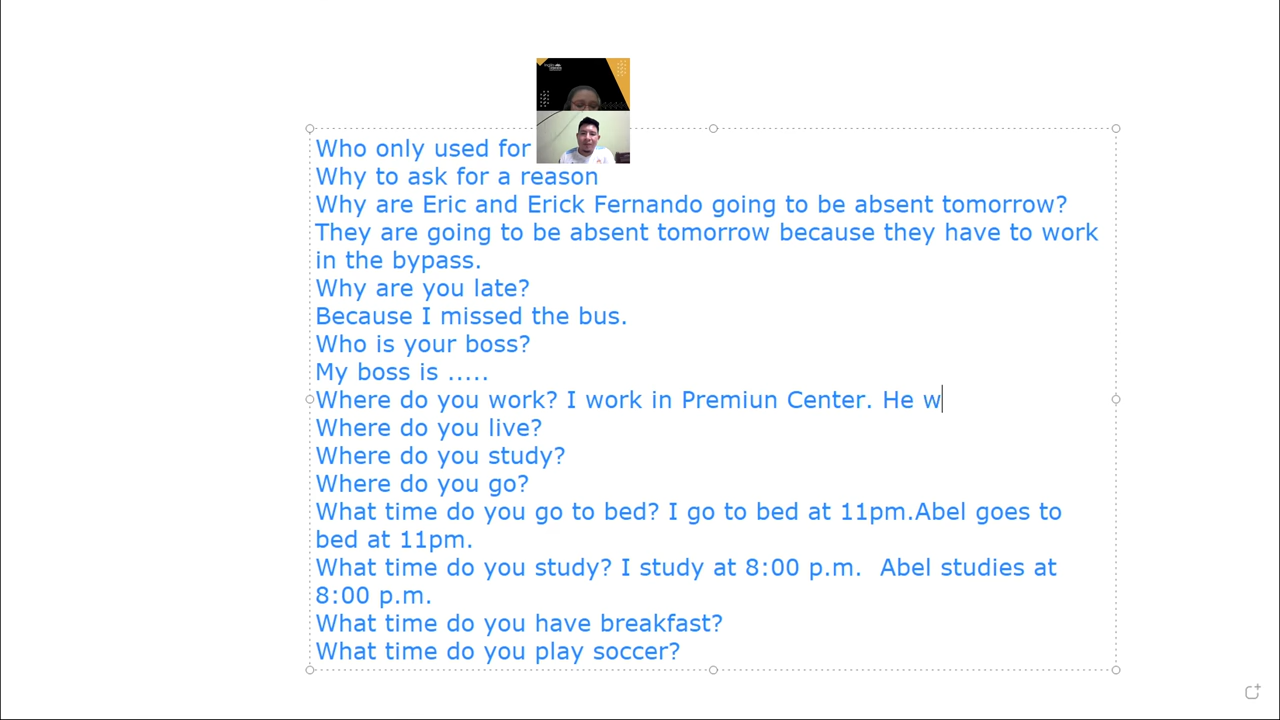 Who only used for
Why to ask for a reason
Why are Eric and Erick Fernando going to be absent tomorrow?
They are going to be absent tomorrow because they have to work
in the bypass.
Why are you late?
Because I missed the bus.
Who is your boss?
My boss is .....
Where do you work? I work in Premiun Center. He w
Where do you live?
Where do you study?
Where do you go?
What time do you go to bed? I go to bed at 11pm.Abel goes to
bed at 11pm.
What time do you study? I study at 8:00 p.m.  Abel studies at
8:00 p.m.
What time do you have breakfast?
What time do you play soccer?